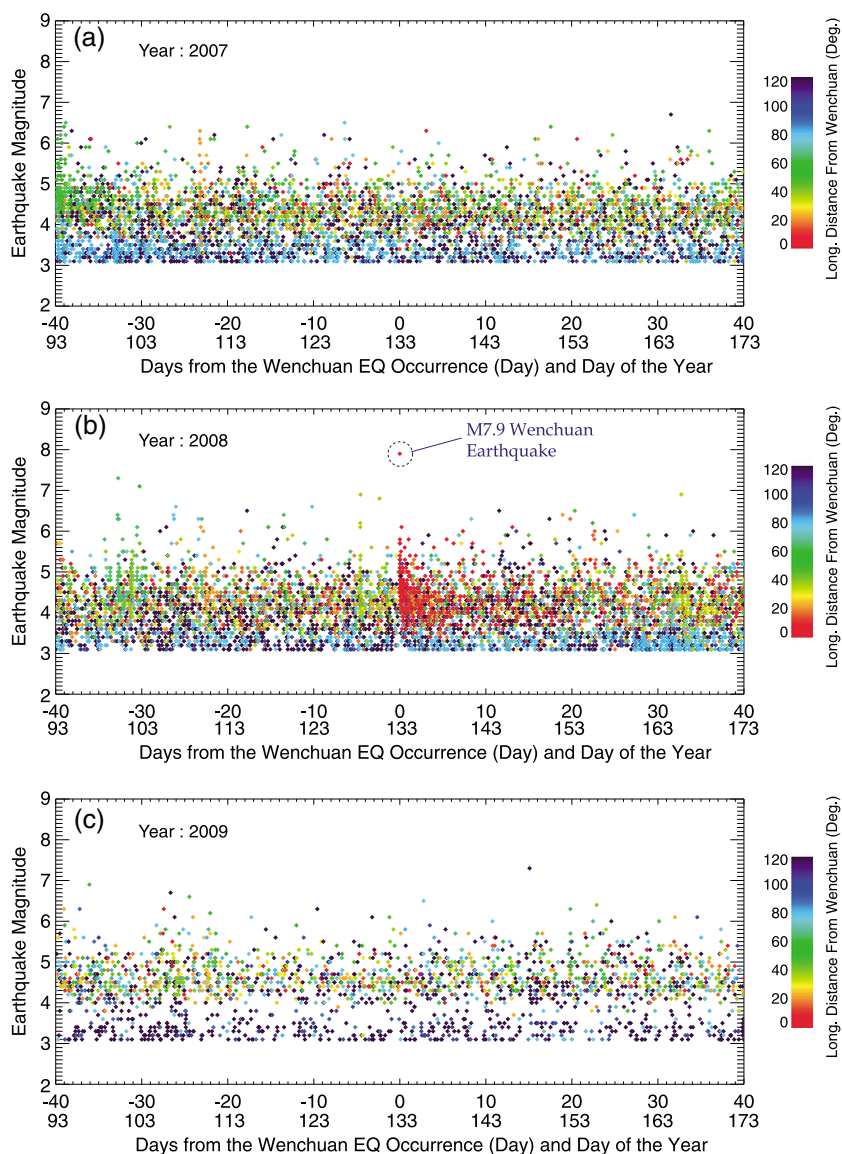 (a)
Year : 2007
9
8
7
6
5
4
3
2
Earthquake Magnitude
-40 -30 -20 -10 0 10 20 30 40
93 103 113 123 133 143 153 163 173
Days from the Wenchuan EQ Occurrence (Day) and Day of the Year
120
100
80
60
40
20
0
Long. Distance From Wenchuan (Deg.)
(b)
Year : 2008
M7.9 Wenchuan
Earthquake
9
8
7
6
5
4
3
2
Earthquake Magnitude
-40 -30 -20 -10 0 10 20 30 40
93 103 113 123 133 143 153 163 173
Days from the Wenchuan EQ Occurrence (Day) and Day of the Year
120
100
80
60
40
20
0
Long. Distance From Wenchuan (Deg.)
(c)
Year : 2009
9
8
7
6
5
4
3
2
Earthquake Magnitude
-40 -30 -20 -10 0 10 20 30 40
93 103 113 123 133 143 153 163 173
Days from the Wenchuan EQ Occurrence (Day) and Day of the Year
120
100
80
60
40
20
0
Long. Distance From Wenchuan (Deg.)